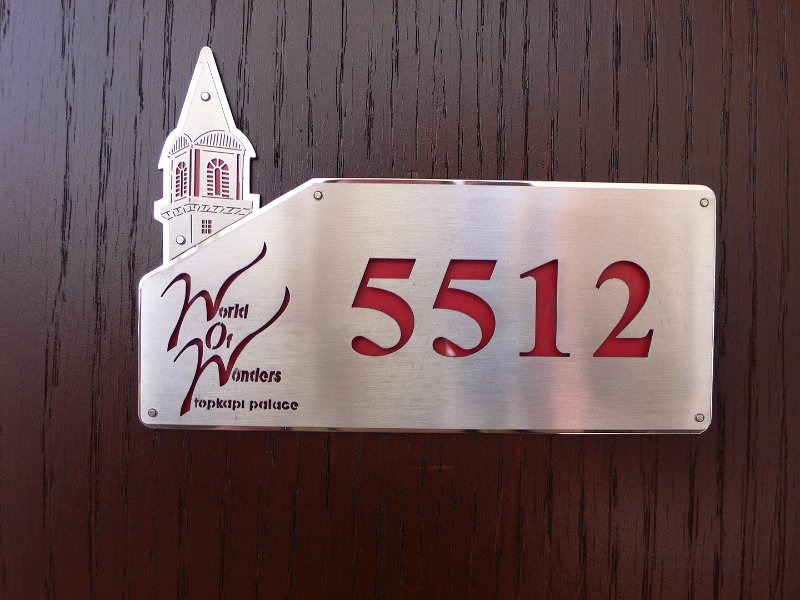 World
Of
Wonders
topkapi palace
5512